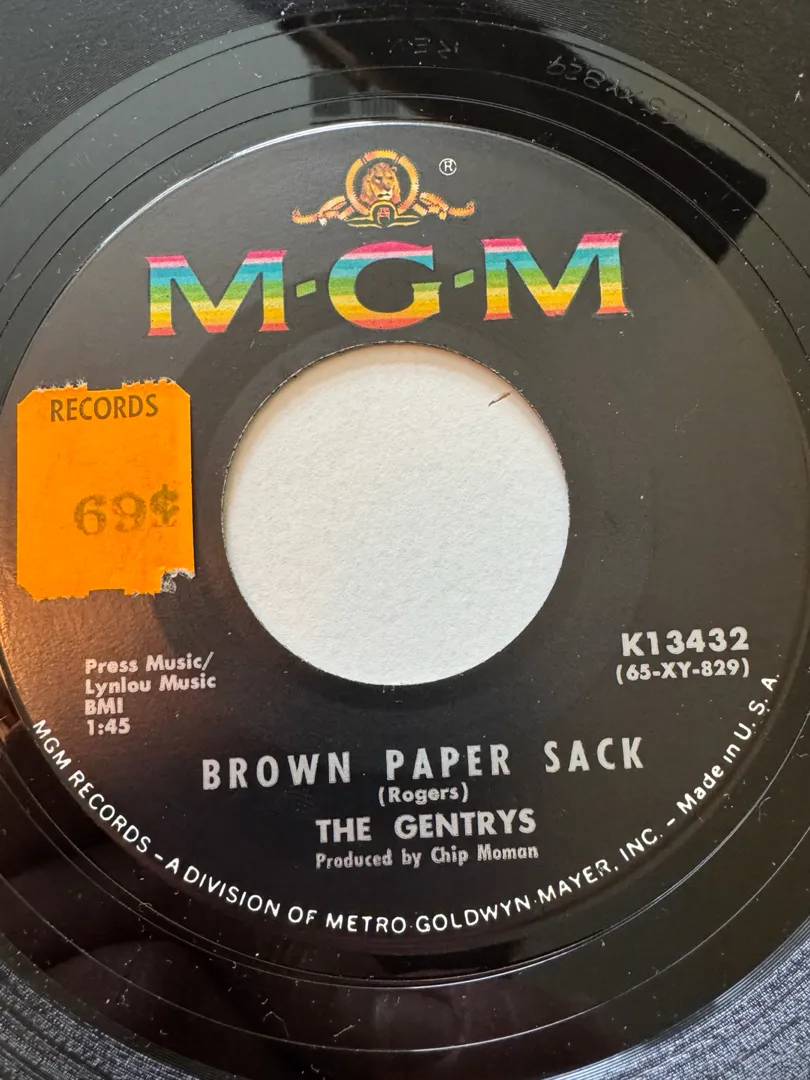 ®
M·G·M
RECORDS
69¢
Press Music/
Lynlou Music
BMI
1:45
K13432
(65-XY-829)
BROWN PAPER SACK
(Rogers)
THE GENTRYS
Produced by Chip Moman
MGM RECORDS – A DIVISION OF METRO·GOLDWYN·MAYER, INC. – Made in U. S. A.